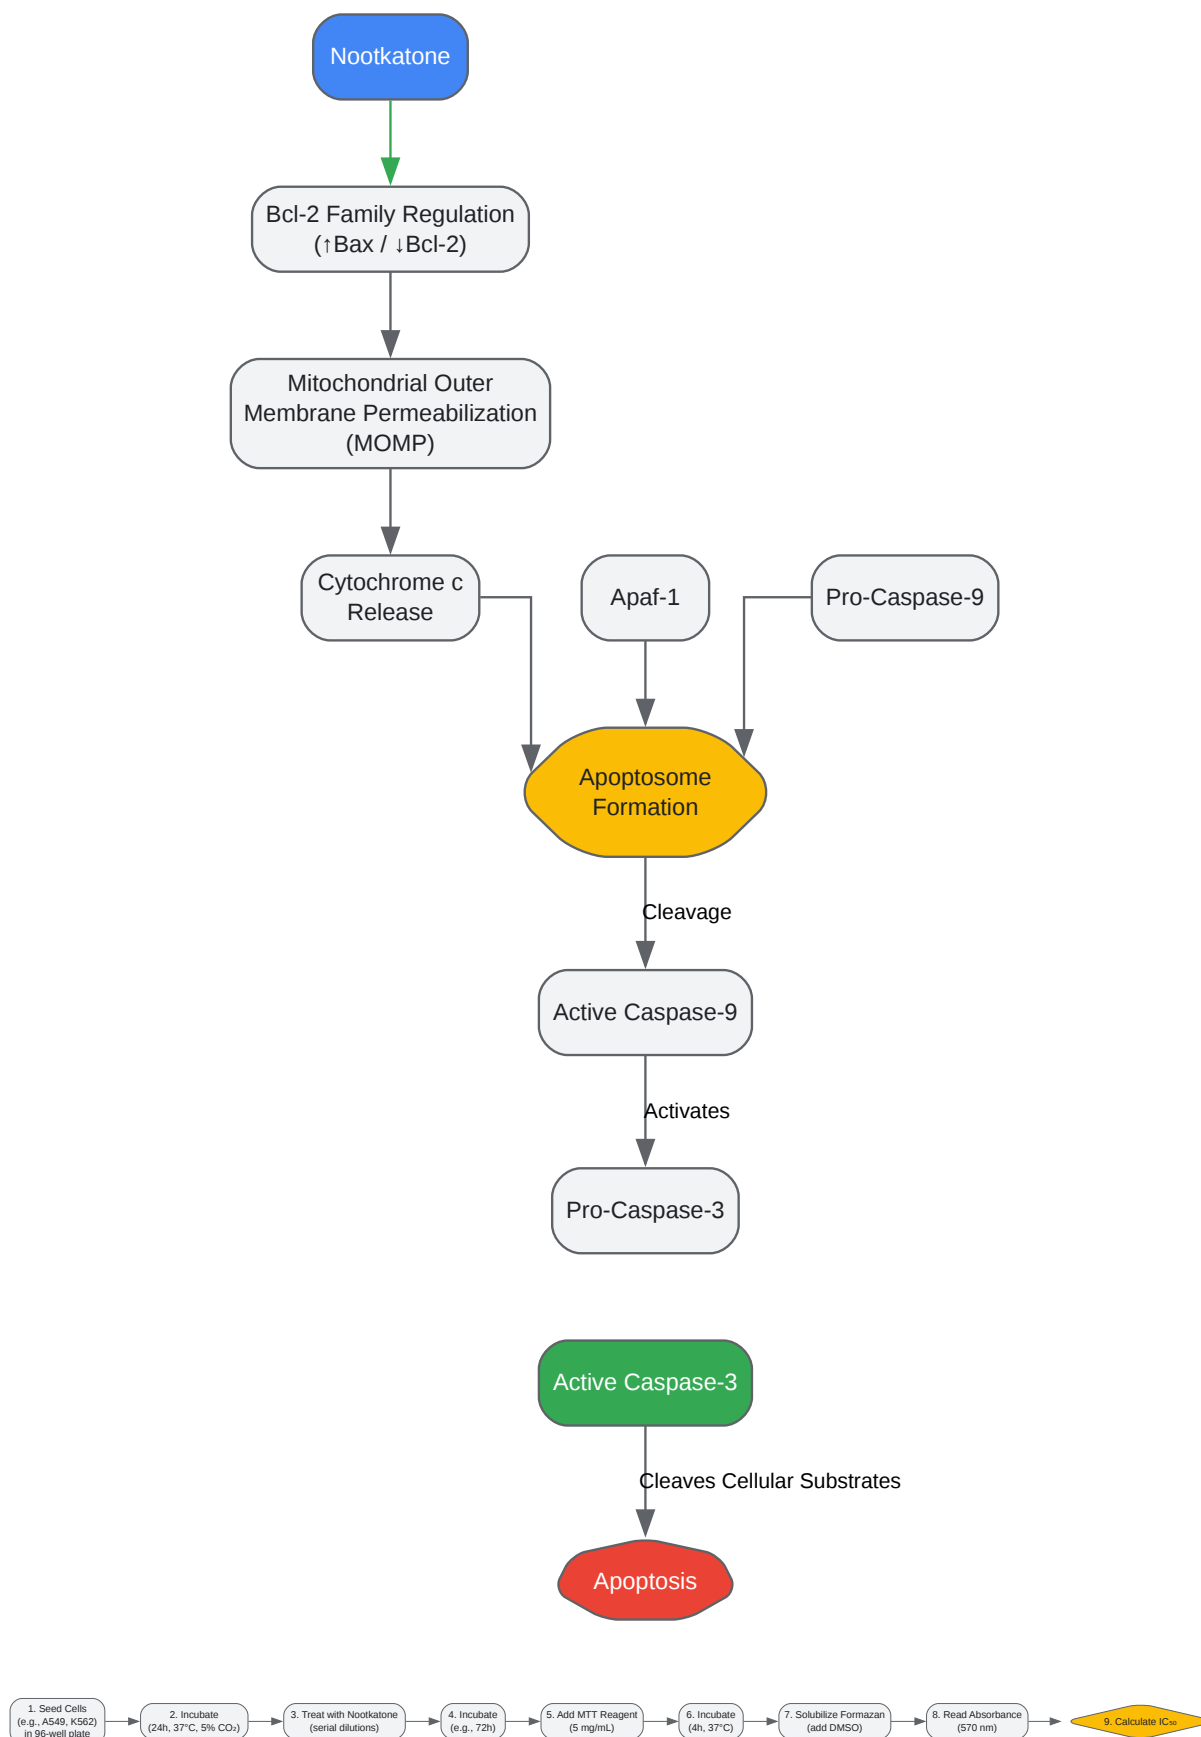 Nootkatone
Bcl-2 Family Regulation
(↑Bax / ↓Bcl-2)
Mitochondrial Outer
Membrane Permeabilization
(MOMP)
Cytochrome c
Release
Apaf-1
Pro-Caspase-9
Apoptosome
Formation
Cleavage
Active Caspase-9
Activates
Pro-Caspase-3
Active Caspase-3
Cleaves Cellular Substrates
Apoptosis
1. Seed Cells
(e.g., A549, K562)
in 96-well plate
2. Incubate
(24h, 37°C, 5% CO₂)
3. Treat with Nootkatone
(serial dilutions)
4. Incubate
(e.g., 72h)
5. Add MTT Reagent
(5 mg/mL)
6. Incubate
(4h, 37°C)
7. Solubilize Formazan
(add DMSO)
8. Read Absorbance
(570 nm)
9. Calculate IC₅₀